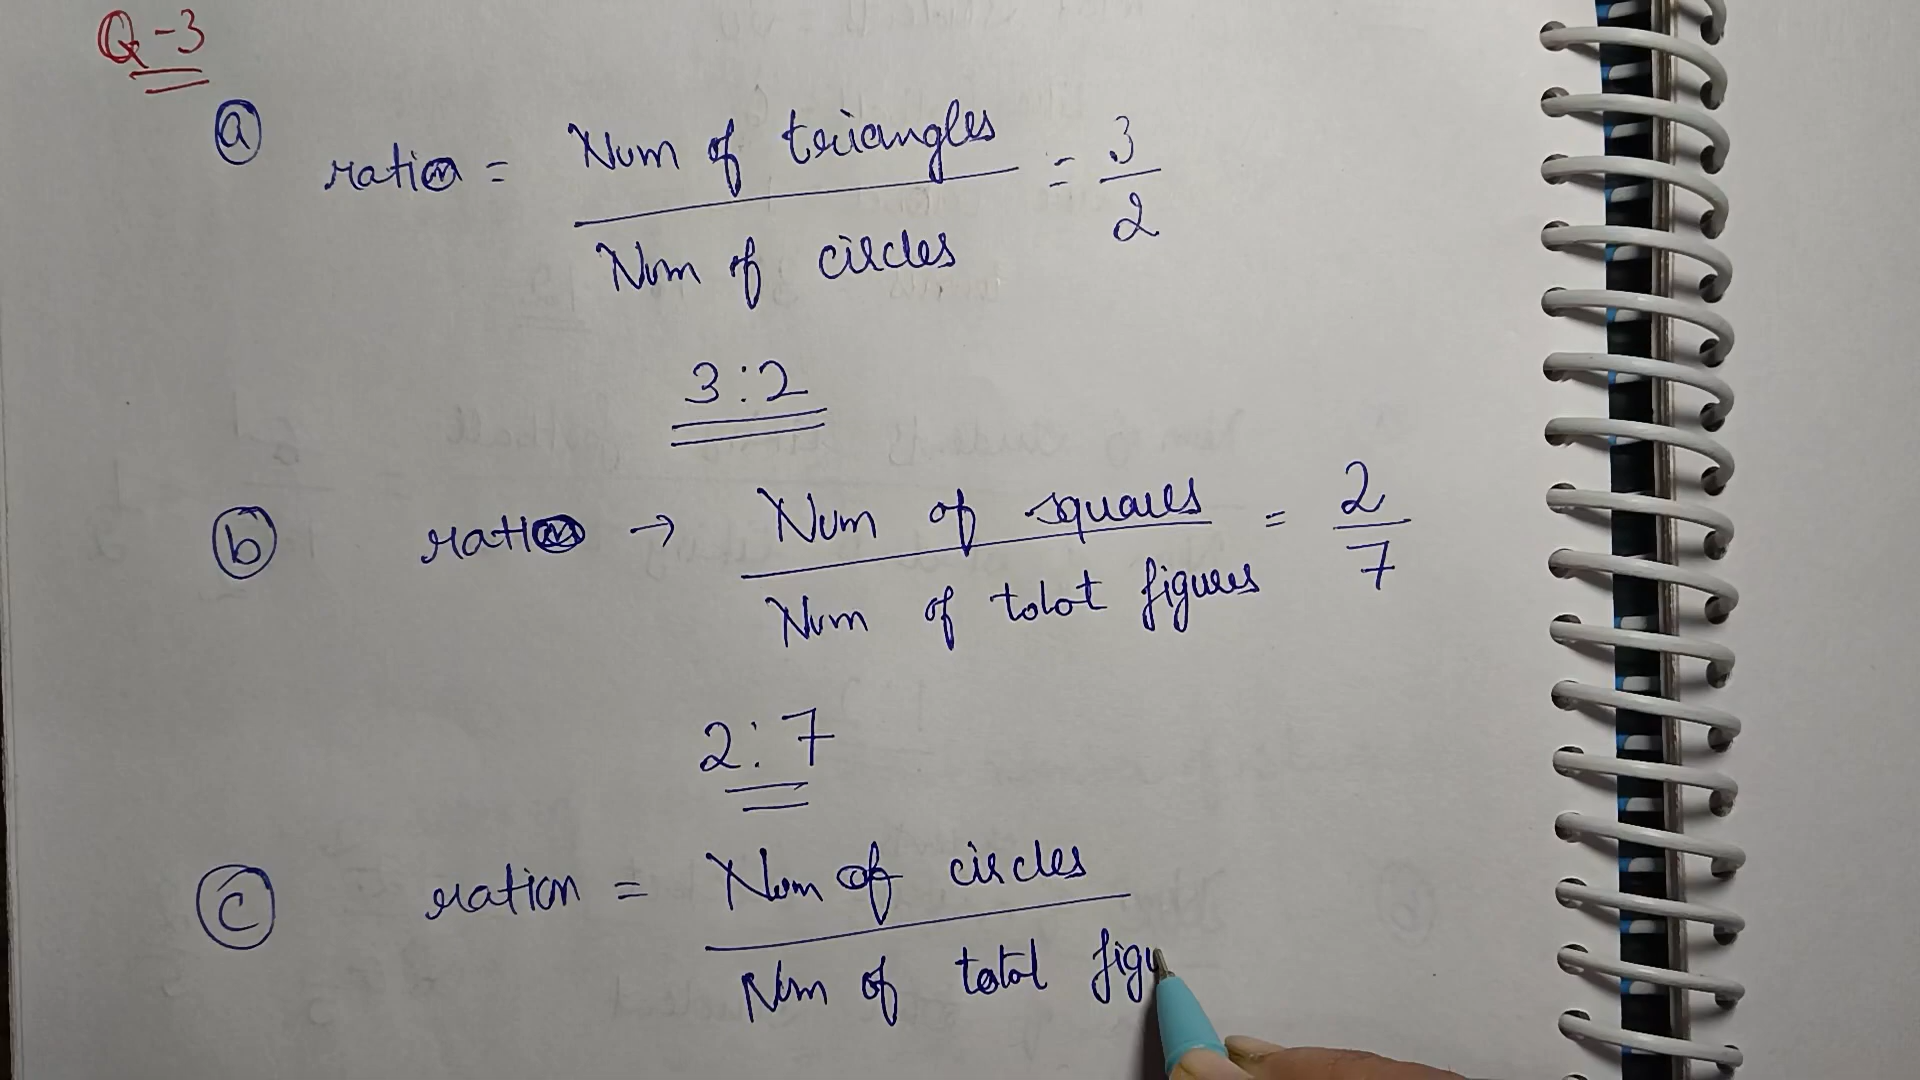 Q-3
a
ratio = Num of triangles / Num of circles = 3/2
3:2
b ratio → Num of squares / Num of tolot figures = 2/7
2:7
c ration = Num of circles / Num of total figu